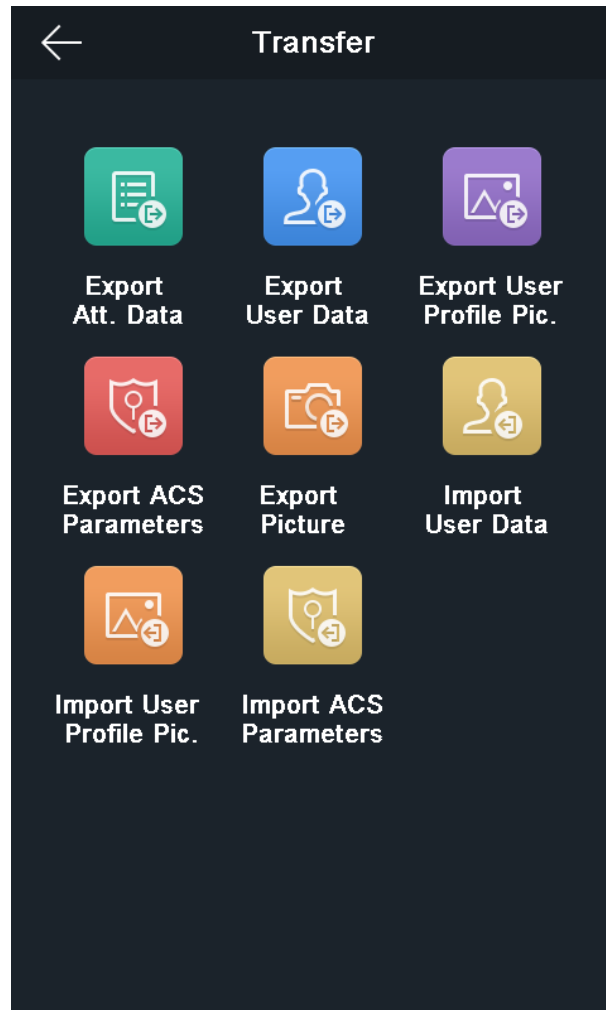 Transfer
Export
Att. Data
Export
User Data
Export User
Profile Pic.
Export ACS
Parameters
Export
Picture
Import
User Data
Import User
Profile Pic.
Import ACS
Parameters